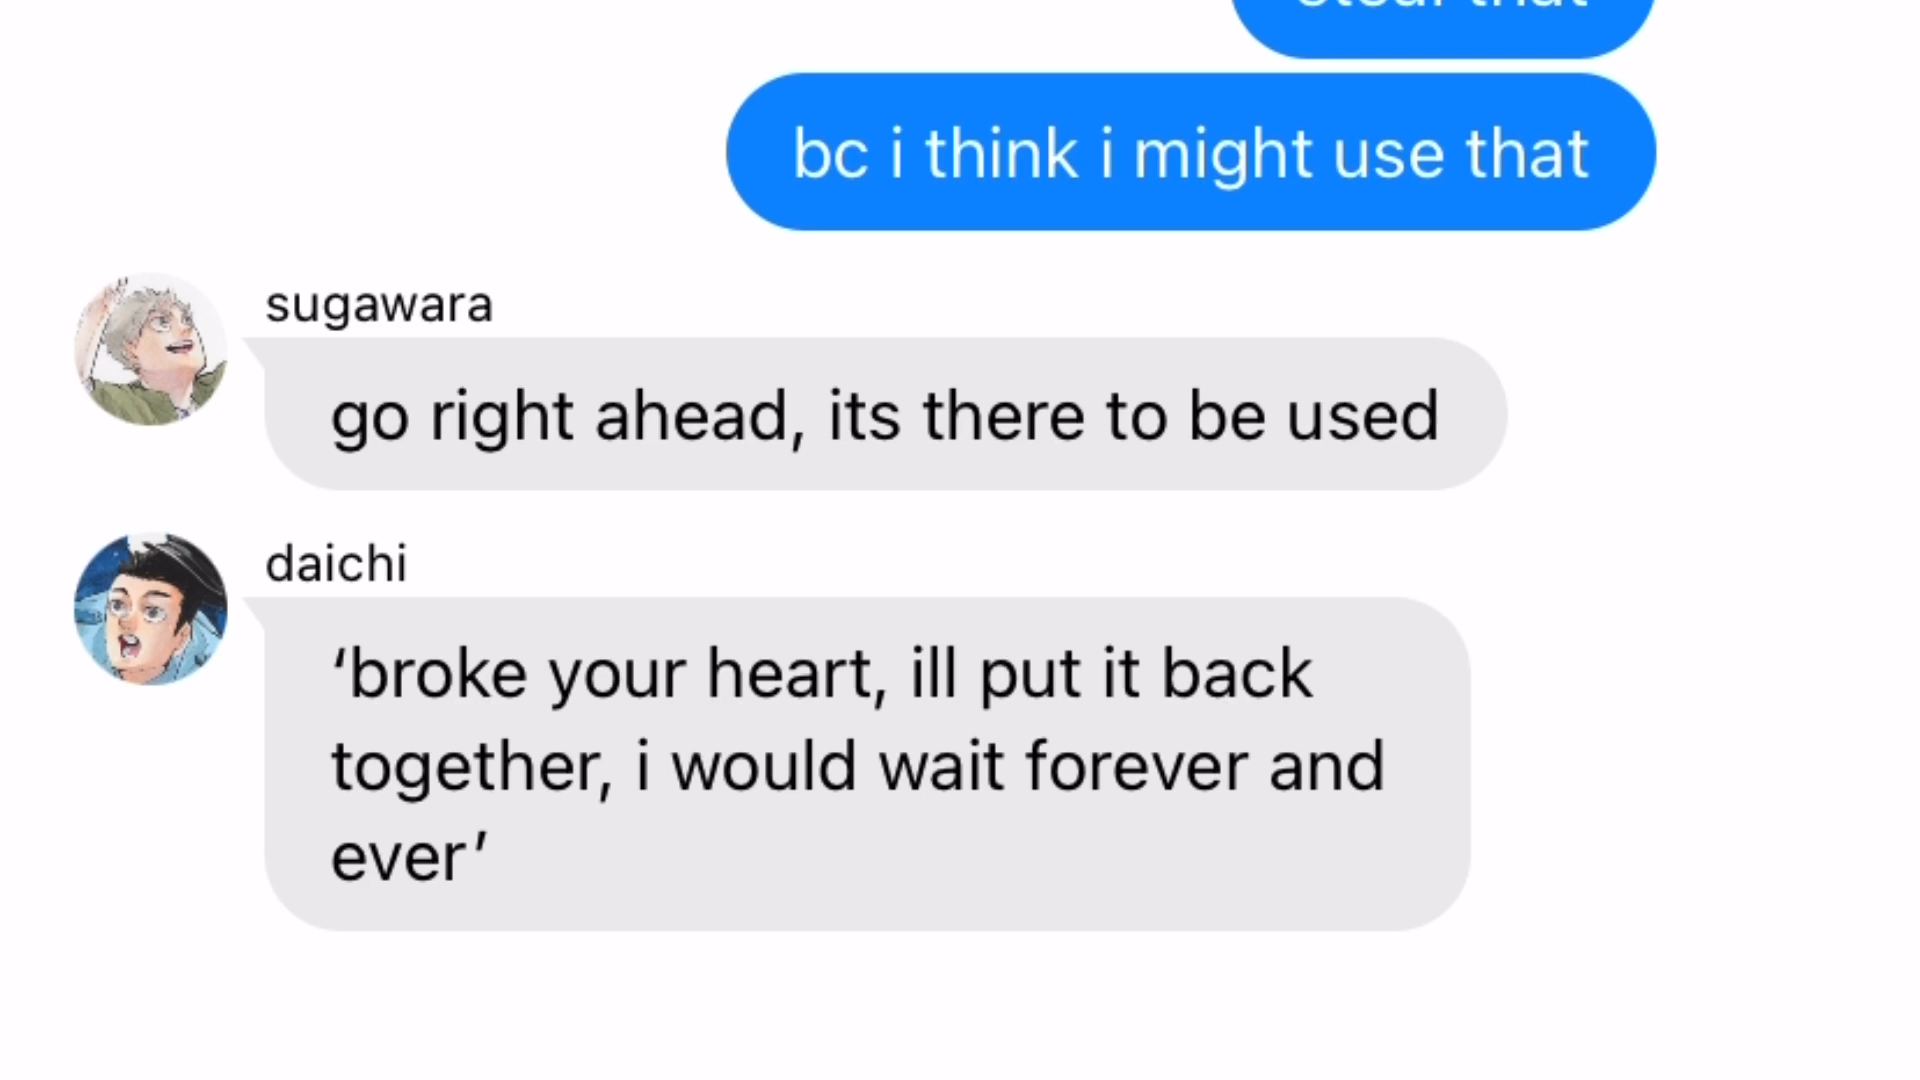 that
bc i think i might use that
sugawara
go right ahead, its there to be used
daichi
‘broke your heart, ill put it back
together, i would wait forever and
ever’